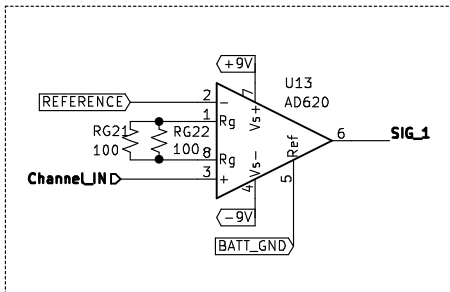 +9V
U13
AD620
7
Vs+
REFERENCE
2
-
1
Rg
RG21
100
RG22
100
6
SIG_1
Ref
8
Rg
Channel_IN
3
+
Vs-
4
5
-9V
BATT_GND